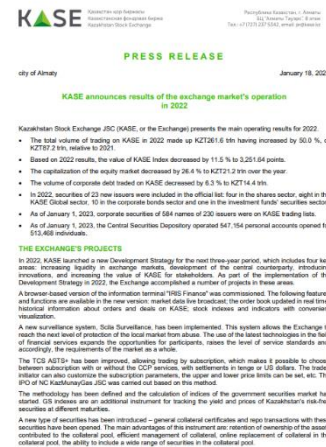 KASE
Қазақстан қор биржасы
Казахстанская фондовая биржа
Kazakhstan Stock Exchange
Республика Казахстан, г. Алматы
PRESS RELEASE
city of Almaty
January 18, 202
KASE announces results of the exchange market's operation
in 2022
Kazakhstan Stock Exchange JSC (KASE, or the Exchange) presents the main operating results for 2022.
• The total volume of trading on KASE in 2022 made up KZT261.6 trln having increased by 50.0 %, o
KZT87.2 trln, relative to 2021.
• Based on 2022 results, the value of KASE Index decreased by 11.5 % to 3,251.64 points.
• The capitalization of the equity market decreased by 26.4 % to KZT21.2 trln over the year.
• The volume of corporate debt traded on KASE decreased by 6.3 % to KZT14.4 trln.
• In 2022, securities of 23 new issuers were included in the official list: four in the shares sector, eight in th
KASE Global sector, 10 in the corporate bonds sector and one in the investment funds' securities secto
• As of January 1, 2023, corporate securities of 584 names of 230 issuers were on KASE trading lists.
• As of January 1, 2023, the Central Securities Depository operated 547,154 personal accounts opened fo
513,468 individuals.
THE EXCHANGE'S PROJECTS
In 2022, KASE launched a new Development Strategy for the next three-year period, which includes four ke
areas: increasing liquidity in exchange markets, development of the central counterparty, introducin
innovations, and increasing the value of KASE for shareholders. As part of the implementation of th
Development Strategy in 2022, the Exchange accomplished a number of projects in these areas.
A browser-based version of the information terminal "IRIS Finance" was commissioned. The following feature
and functions are available in the new version: market data live broadcast; the order book updated in real tim
historical information about orders and deals on KASE; stock indexes and indicators with convenien
visualization.
A new surveillance system, Scila Surveillance, has been implemented. This system allows the Exchange t
reach the next level of protection of the local market from abuse. The use of the latest technologies in the fiel
of financial services expands the opportunities for participants, raises the level of service standards an
accordingly, the requirements of the market as a whole.
The TCS ASTS+ has been improved, allowing trading by subscription, which makes it possible to choos
between subscription with or without the CCP services, with settlements in tenge or US dollars. The trade
initiator can also customize the subscription parameters, the upper and lower price limits can be set, etc. Th
IPO of NC KazMunayGas JSC was carried out based on this method.
The methodology has been defined and the calculation of indices of the government securities market ha
started. GS indexes are an additional instrument for tracking the yield and prices of Kazakhstan's risk-fre
securities at different maturities.
A new type of securities has been introduced – general collateral certificates and repo transactions with thes
securities have been opened. The main advantages of this instrument are: retention of ownership of the asset
contributed to the collateral pool, efficient management of collateral, online replacement of collateral in th
collateral pool, the ability to include a wide range of securities in the collateral pool.